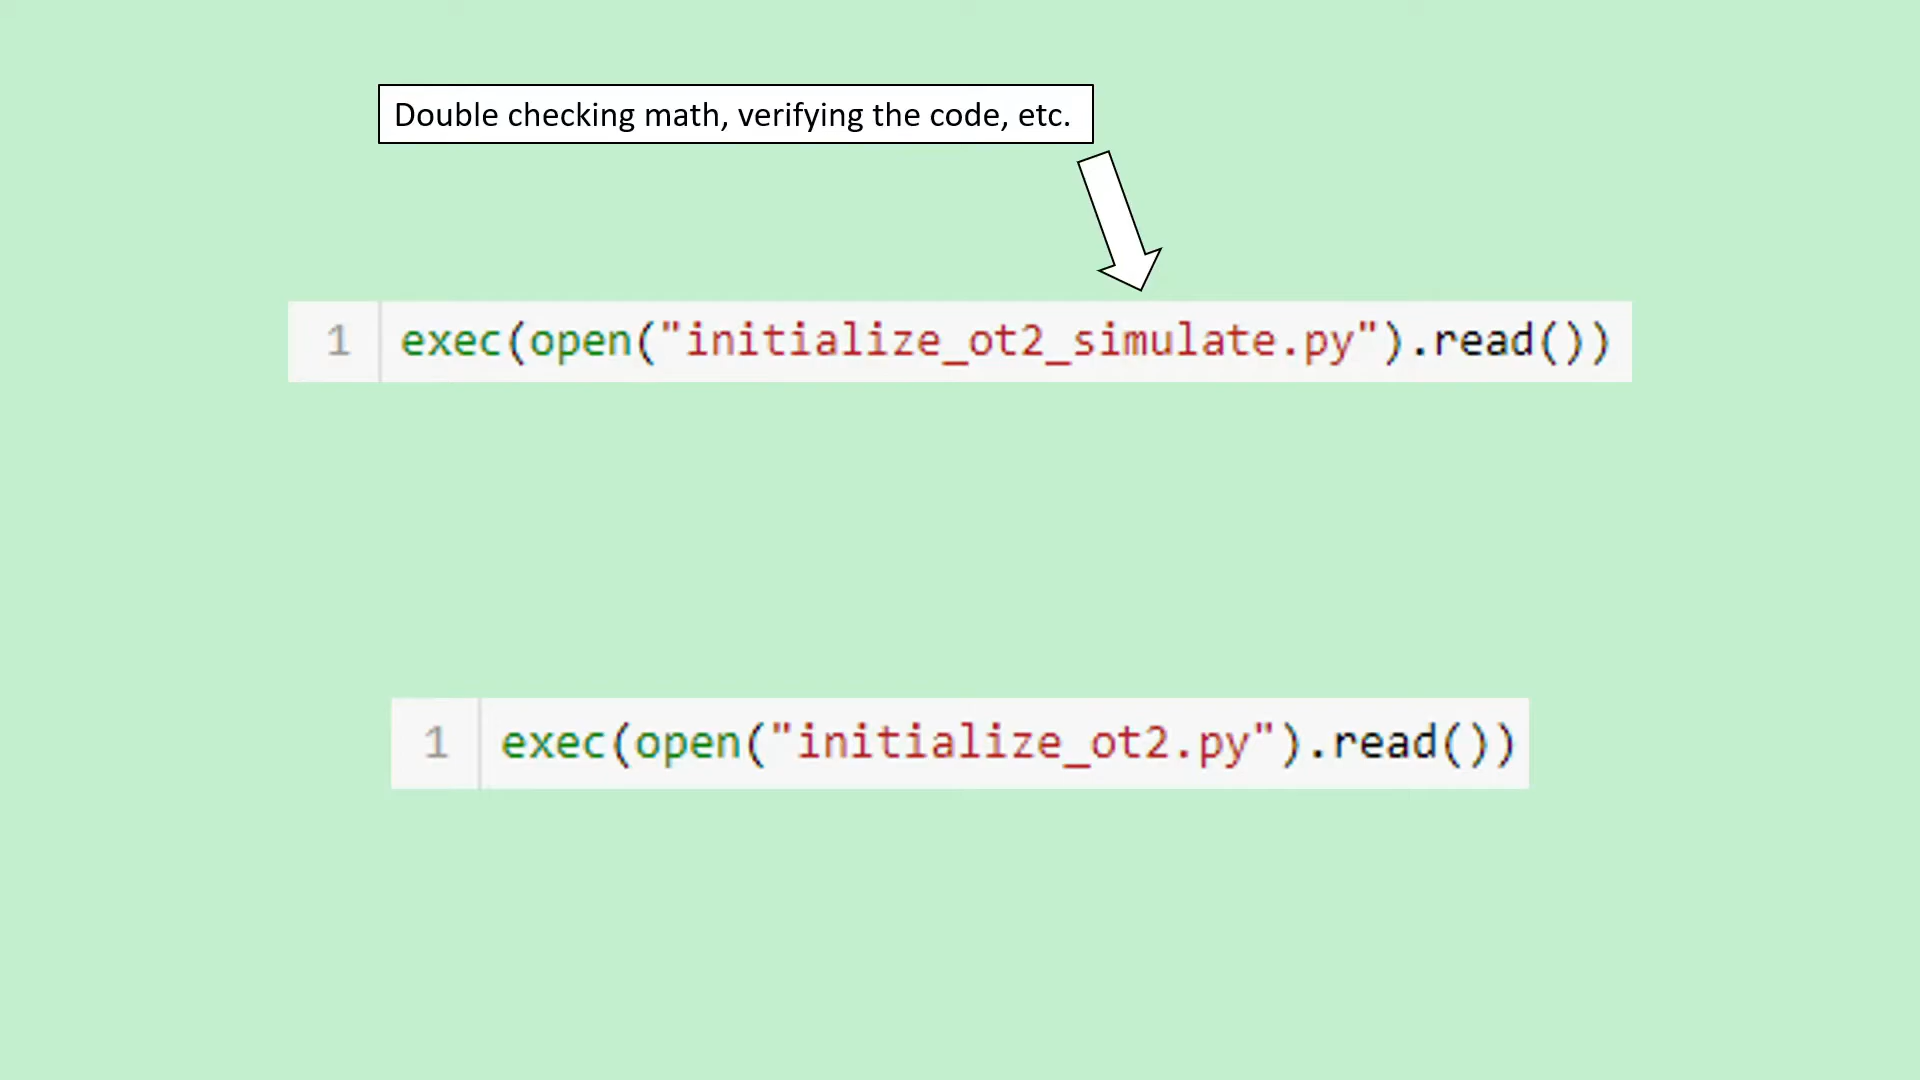 Double checking math, verifying the code, etc.
1 exec(open("initialize_ot2_simulate.py").read())
1 exec(open("initialize_ot2.py").read())